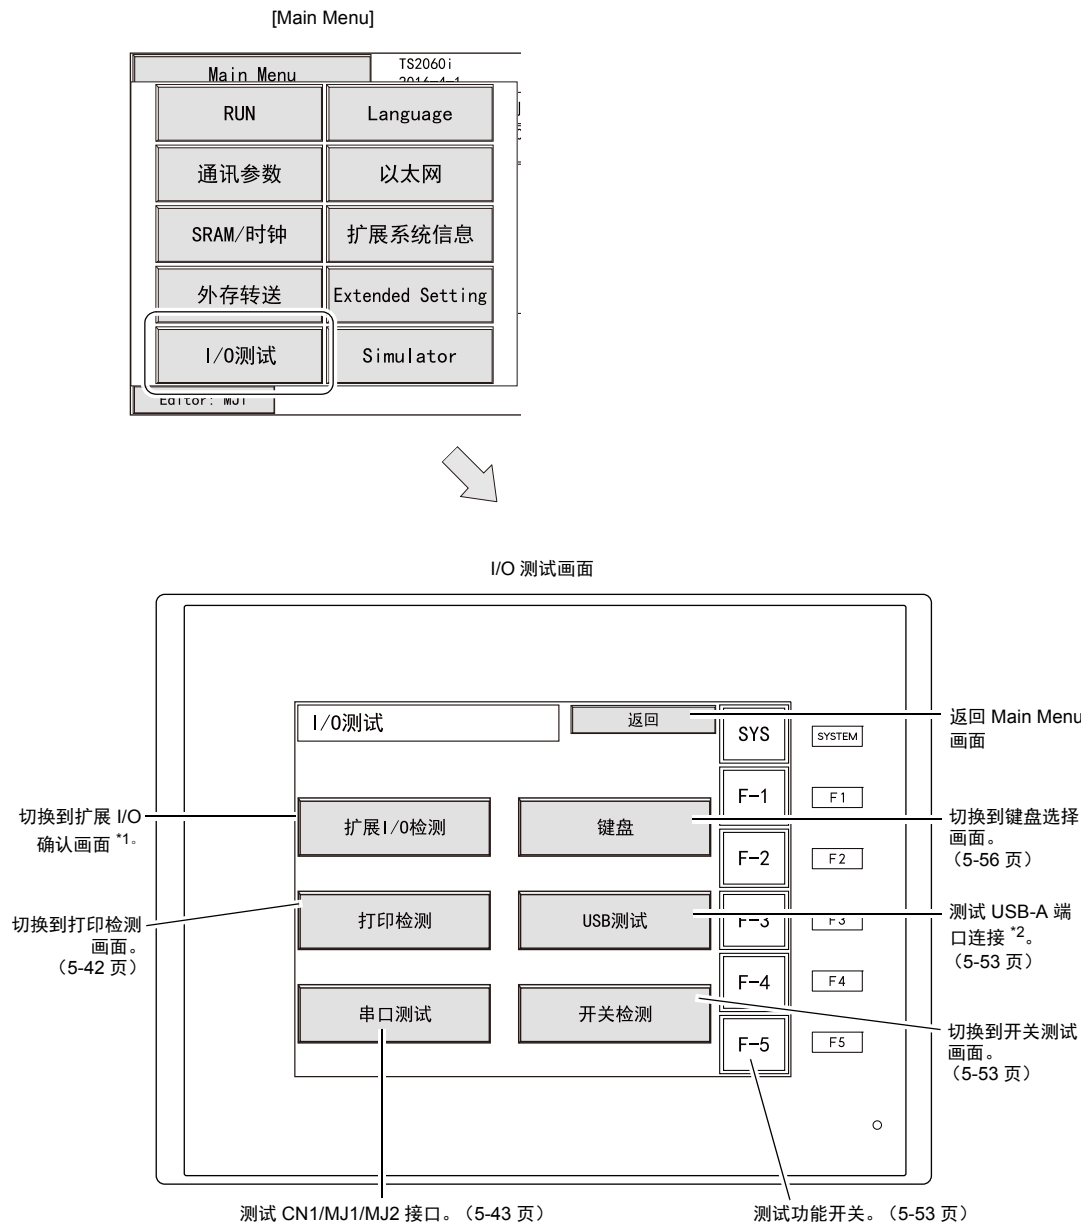 [Main Menu]
Main Menu
TS2060i
2016-4-1
RUN
Language
通讯参数
以太网
SRAM/时钟
扩展系统信息
外存转送
Extended Setting
I/O测试
Simulator
Editor: MJ1
I/O 测试画面
I/O测试
返回
SYS
SYSTEM
返回 Main Menu
画面
F-1
F1
切换到扩展 I/O
确认画面 *1。
扩展I/O检测
键盘
切换到键盘选择
画面。
（5-56 页）
F-2
F2
切换到打印检测
画面。
（5-42 页）
打印检测
USB测试
F-3
F3
测试 USB-A 端
口连接 *2。
（5-53 页）
F-4
F4
串口测试
开关检测
切换到开关测试
画面。
（5-53 页）
F-5
F5
测试 CN1/MJ1/MJ2 接口。（5-43 页）
测试功能开关。（5-53 页）